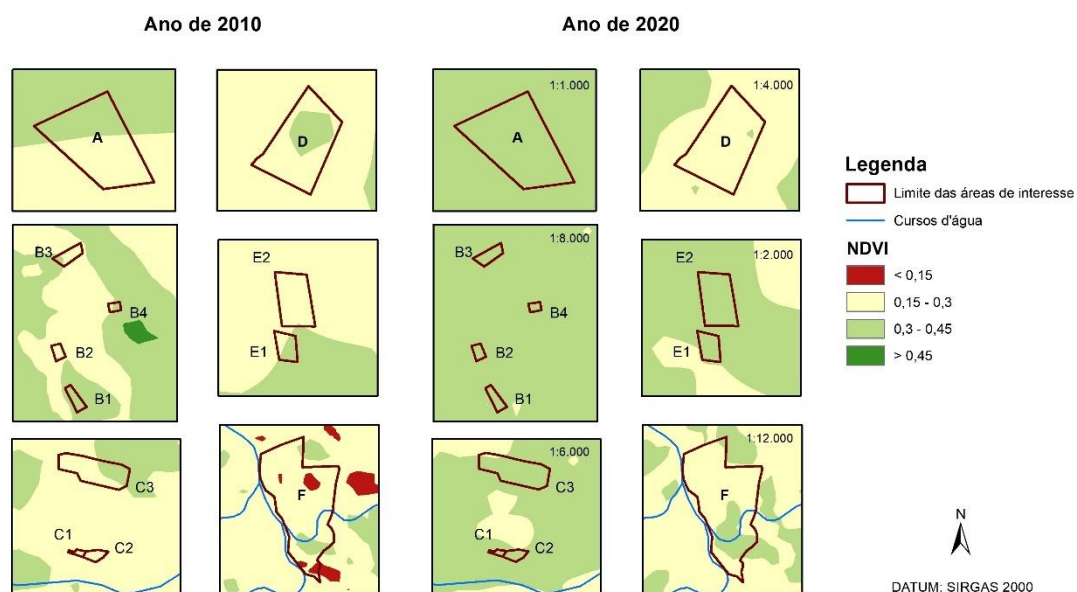 Ano de 2010
Ano de 2020
A
D
B3
B4
B2
B1
E2
E1
C3
C1
C2
F
1:1.000
A
1:4.000
D
1:8.000
B3
B4
B2
B1
1:2.000
E2
E1
1:6.000
C3
C1
C2
1:12.000
F
Legenda
Limite das áreas de interesse
Cursos d'água
NDVI
< 0,15
0,15 - 0,3
0,3 - 0,45
> 0,45
N
DATUM: SIRGAS 2000